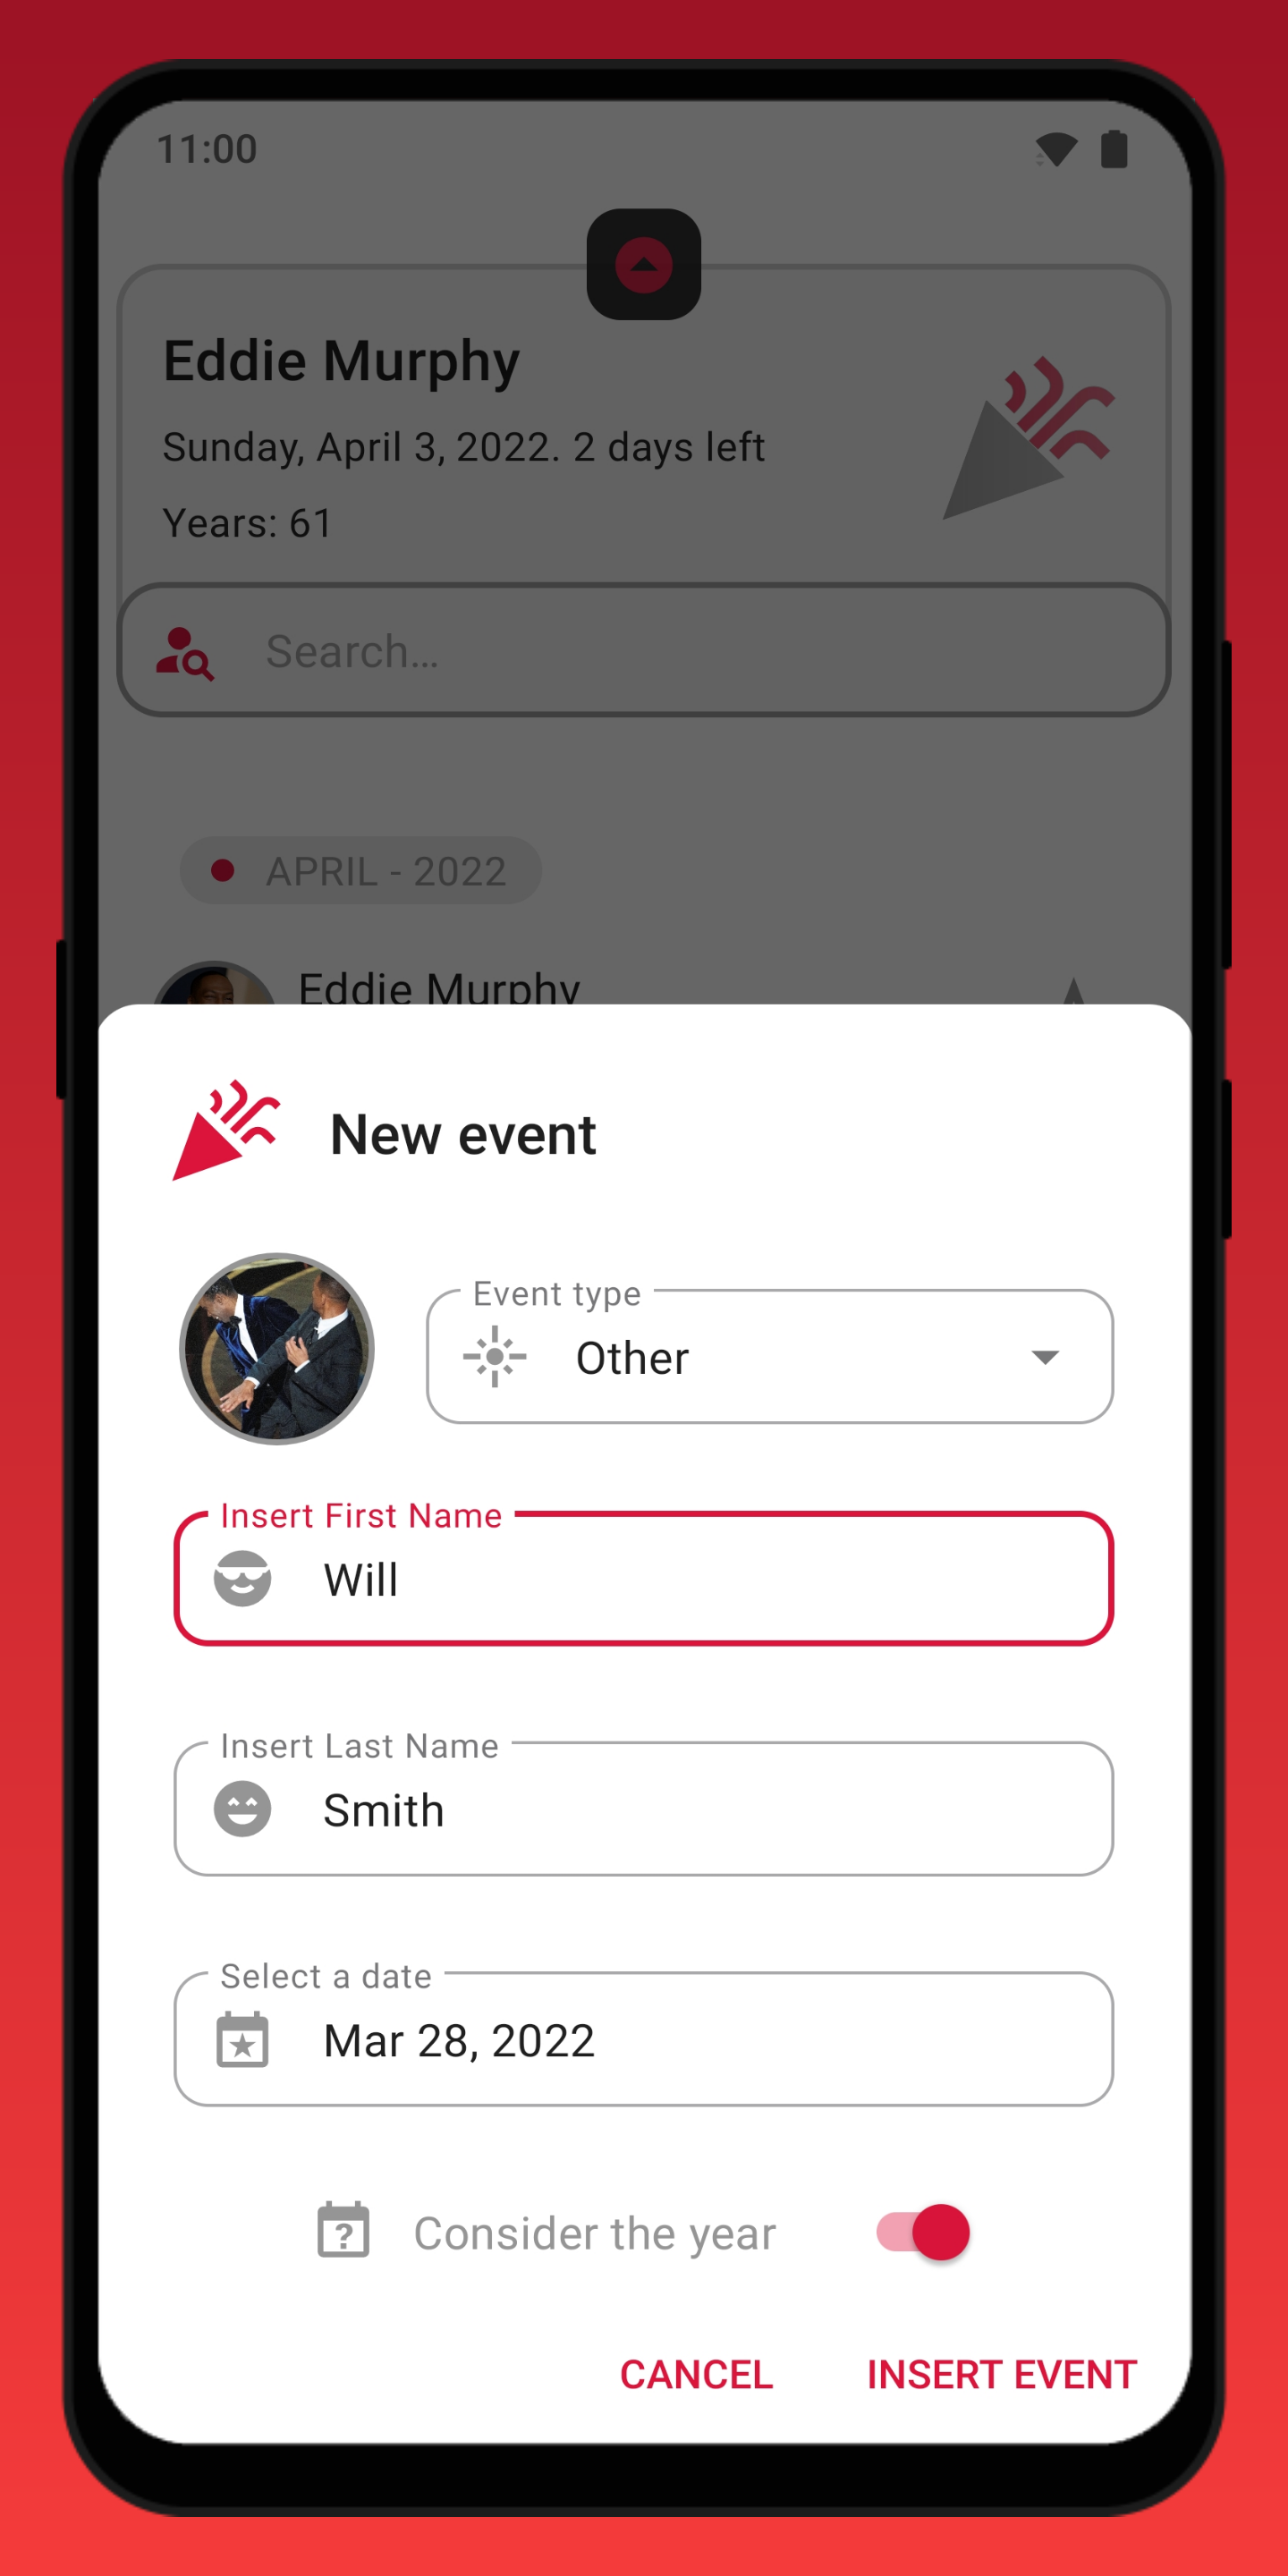 11:00
Eddie Murphy
Sunday, April 3, 2022. 2 days left
Years: 61
Search...
APRIL - 2022
Eddie Murphy
New event
Event type
Other
Insert First Name
Will
Insert Last Name
Smith
Select a date
Mar 28, 2022
Consider the year
CANCEL
INSERT EVENT